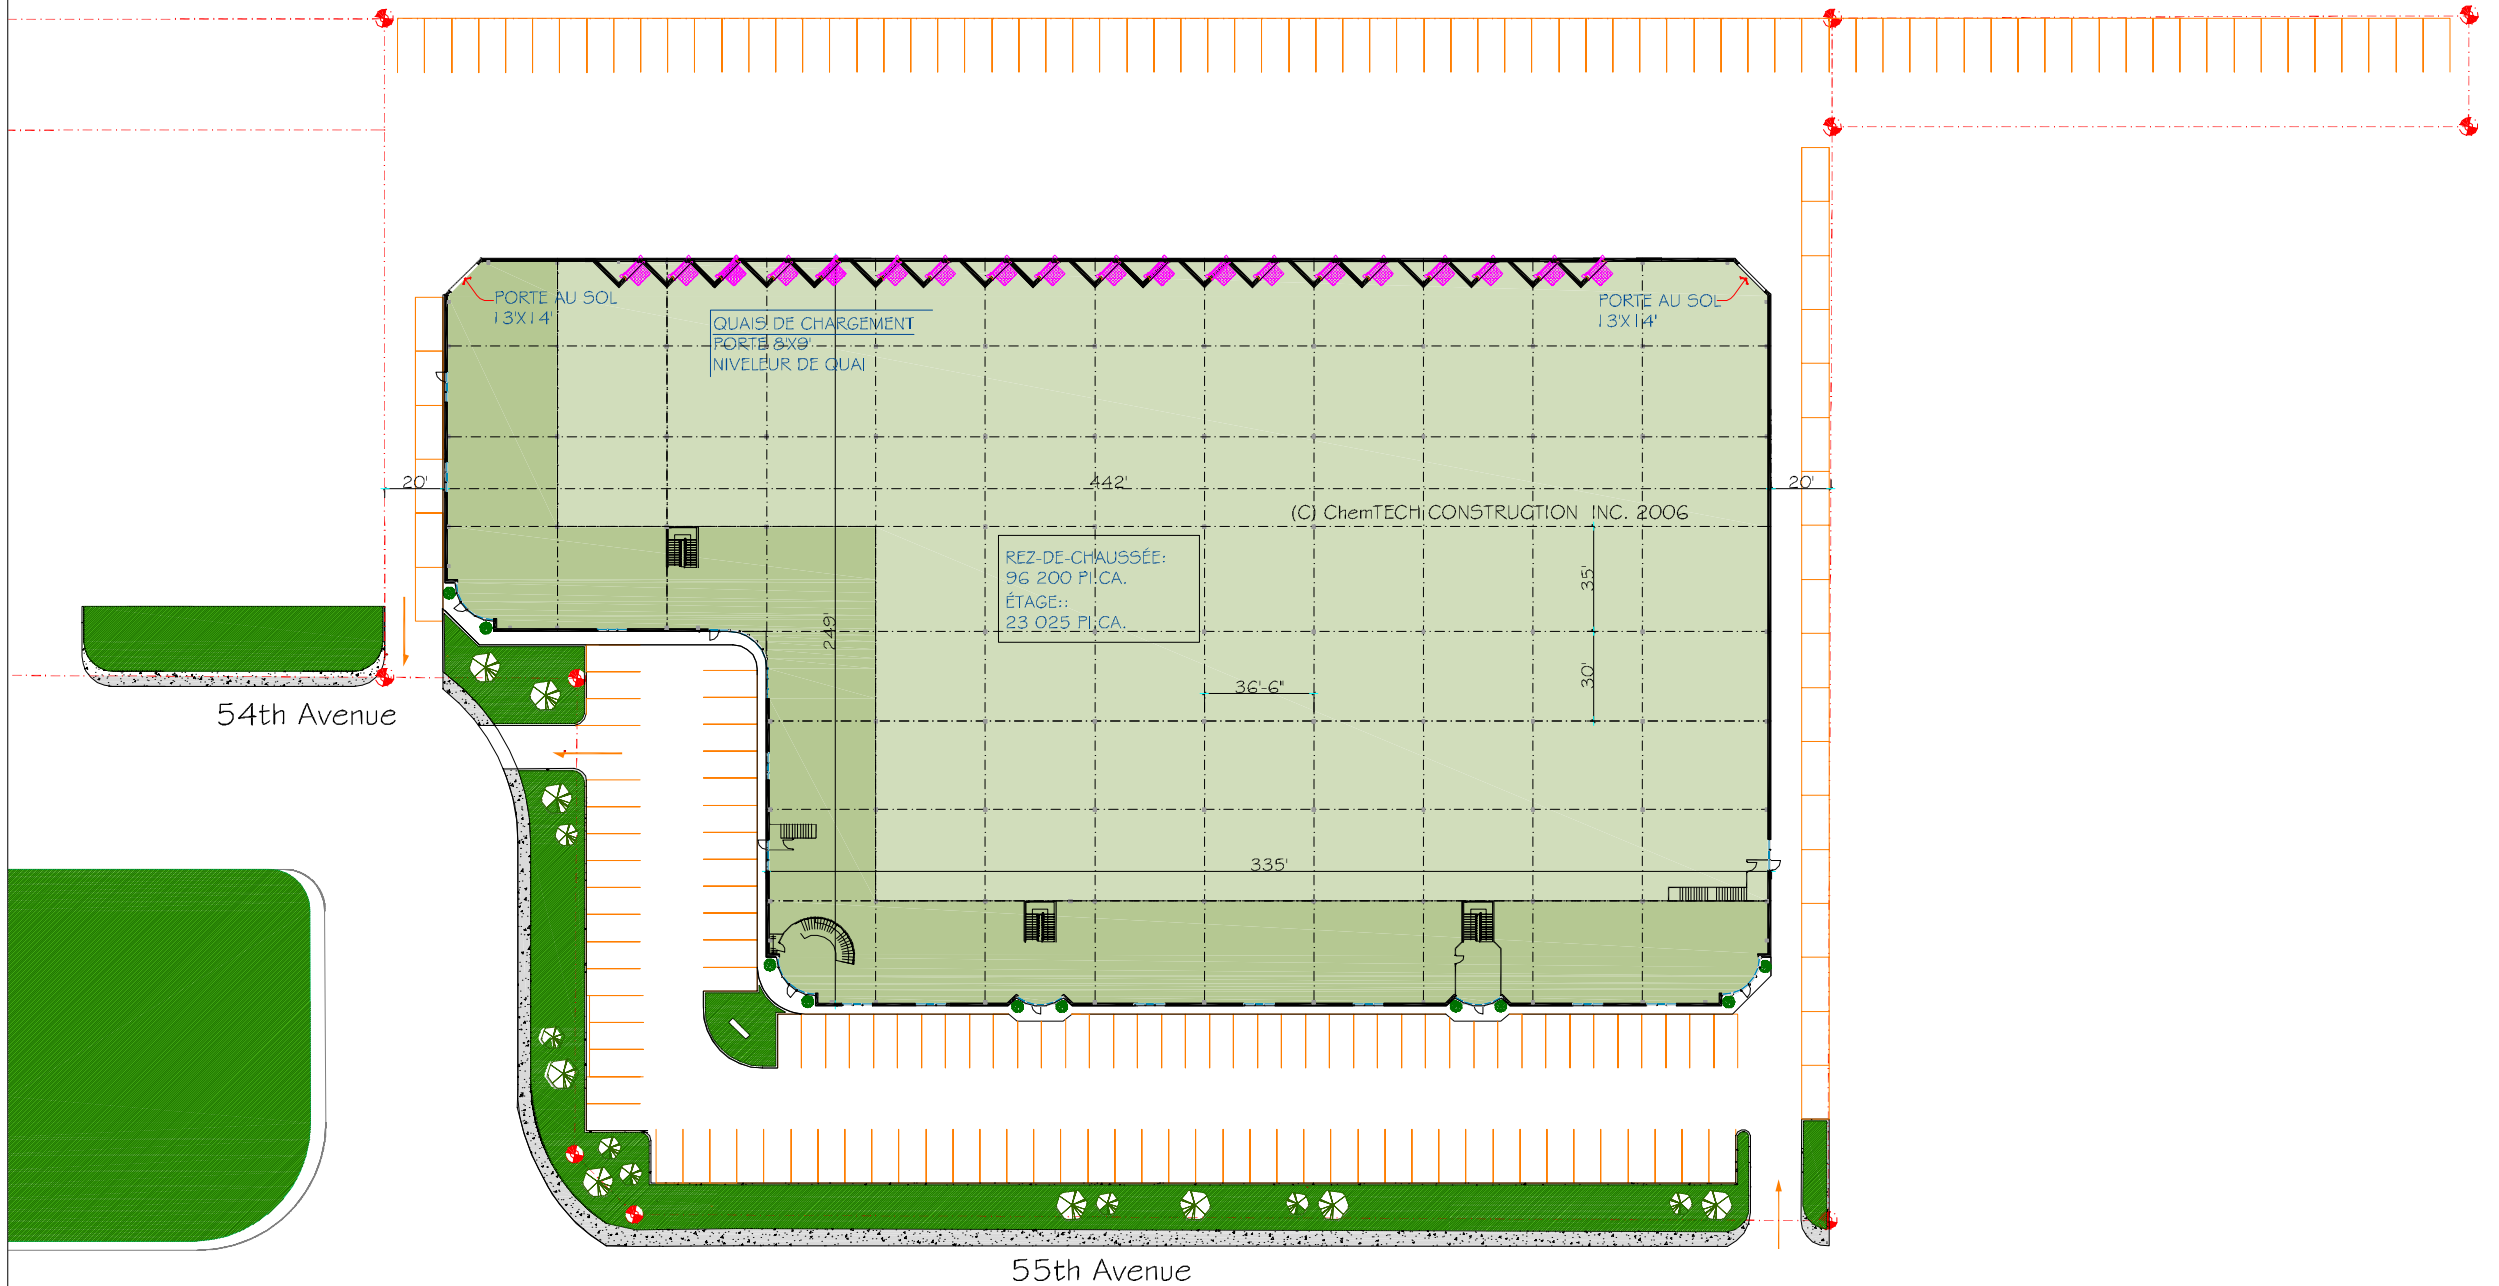 PORTE AU SOL
13'X14'
PORTE AU SOL
13'X14'
QUAIS DE CHARGEMENT
PORTE 8'X9'
NIVELEUR DE QUAI
20'
442'
20'
(C) ChemTECH CONSTRUCTION INC. 2006
REZ-DE-CHAUSSÉE:
96 200 PI.CA.
ÉTAGE::
23 025 PI.CA.
35'
249'
30'
36'-6"
54th Avenue
335'
55th Avenue